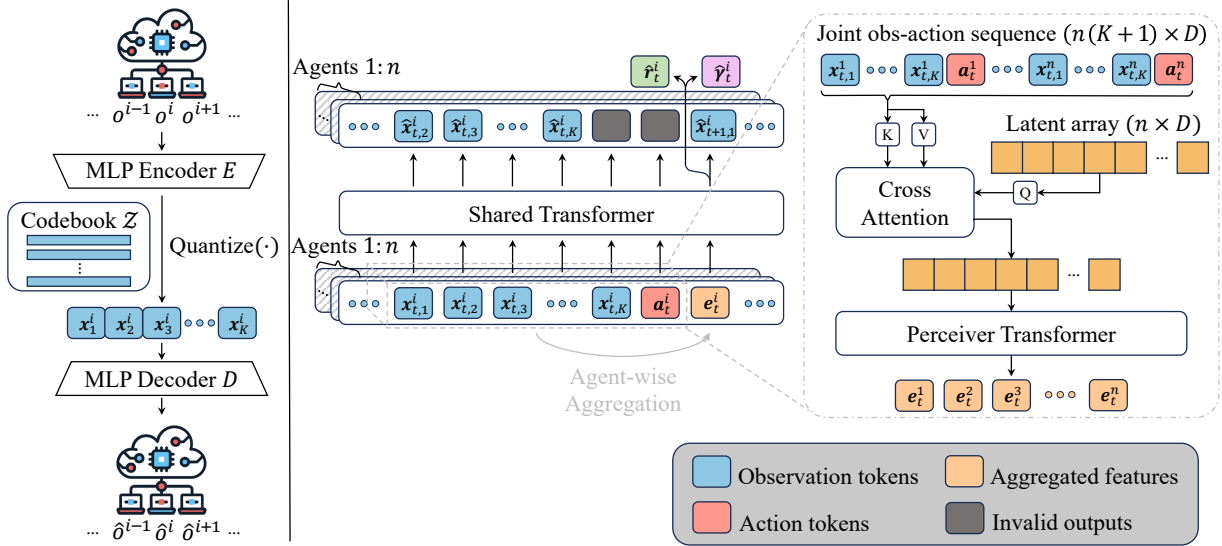 ... o^{i-1} o^i o^{i+1} ...
MLP Encoder E
Codebook 𝒵
⋮
Quantize(·)
x_1^i x_2^i x_3^i ∘∘∘ x_K^i
MLP Decoder D
... ô^{i-1} ô^i ô^{i+1} ...
r̂_t^i γ̂_t^i
Agents 1: n
...
∘∘∘ x̂_{t,2}^i x̂_{t,3}^i ∘∘∘ x̂_{t,K}^i x̂_{t+1,1}^i ∘∘∘
Shared Transformer
Agents 1: n
...
∘∘∘ x_{t,1}^i x_{t,2}^i x_{t,3}^i ∘∘∘ x_{t,K}^i a_t^i e_t^i ∘∘∘
Agent-wise
Aggregation
Joint obs-action sequence (n(K + 1) × D)
x_{t,1}^1 ∘∘∘ x_{t,K}^1 a_t^1 ∘∘∘ x_{t,1}^n ∘∘∘ x_{t,K}^n a_t^n
K V
Latent array (n × D)
...
Q
Cross
Attention
...
Perceiver Transformer
e_t^1 e_t^2 e_t^3 ∘∘∘ e_t^n
Observation tokens
Aggregated features
Action tokens
Invalid outputs